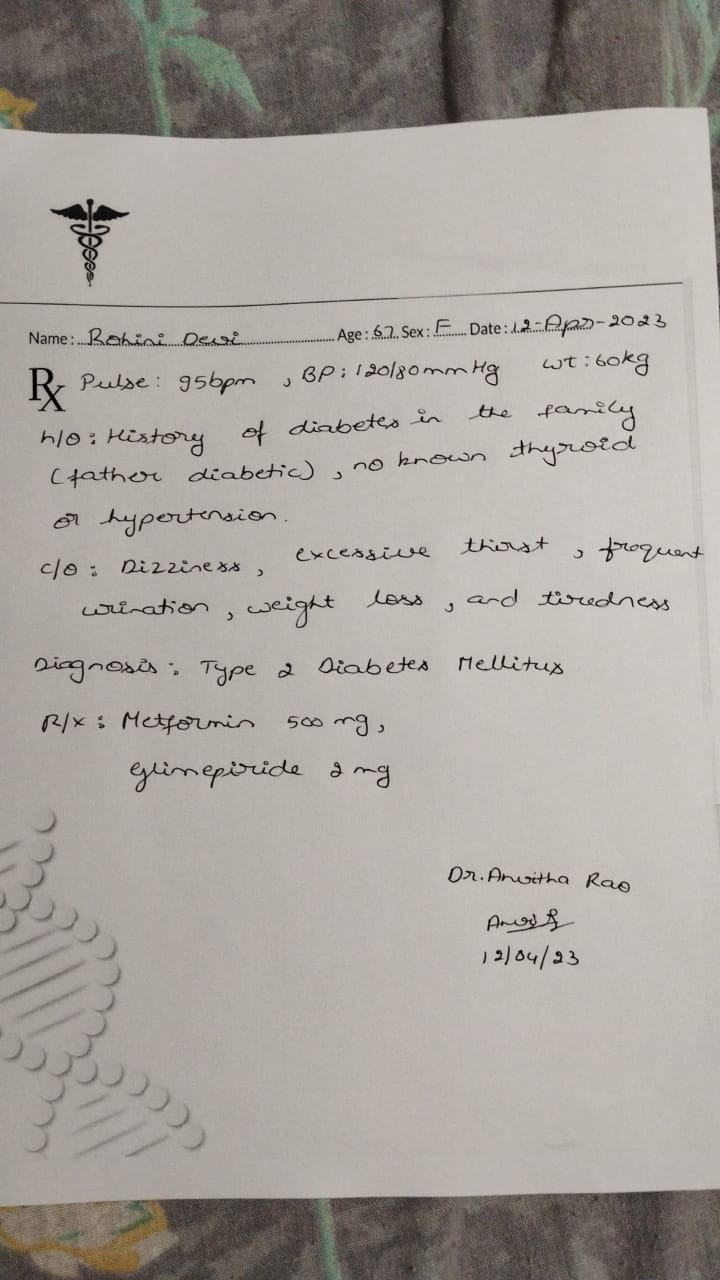 Name: Rohini Devi Age: 67 Sex: F Date: 12-Apr-2023
Rx Pulse: 95bpm, BP: 120/80mmHg wt: 60kg
h/o: History of diabetes in the family
(father diabetic), no known thyroid
or hypertension.
c/o: Dizziness, excessive thirst, frequent
urination, weight loss, and tiredness
Diagnosis: Type 2 Diabetes Mellitus
R/x: Metformin 500 mg,
Glimepiride 2 mg
Dr. Anvitha Rao
12/04/23